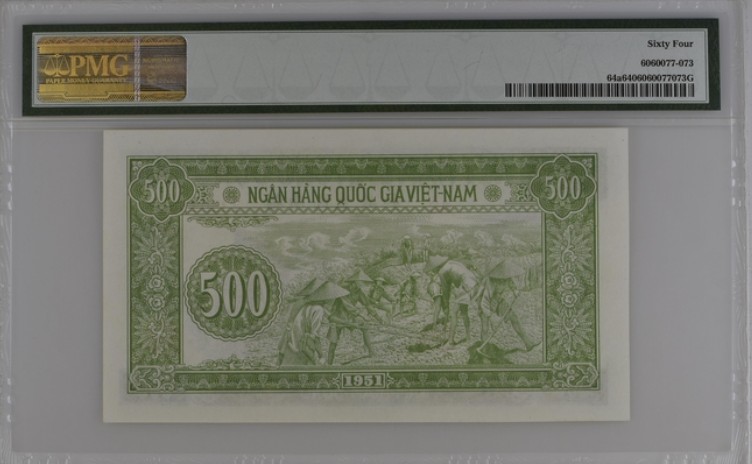 PMG
PAPER MONEY GUARANTY
Sixty Four
6060077-073
64a6406060077073G
500
NGÂN HÀNG QUỐC GIA VIỆT-NAM
500
500
1951